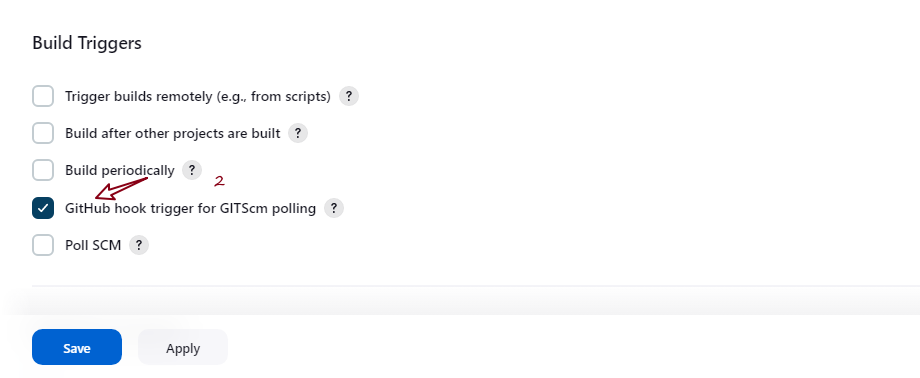 Build Triggers
Trigger builds remotely (e.g., from scripts) ?
Build after other projects are built ?
Build periodically ?
2
GitHub hook trigger for GITScm polling ?
Poll SCM ?
Save
Apply